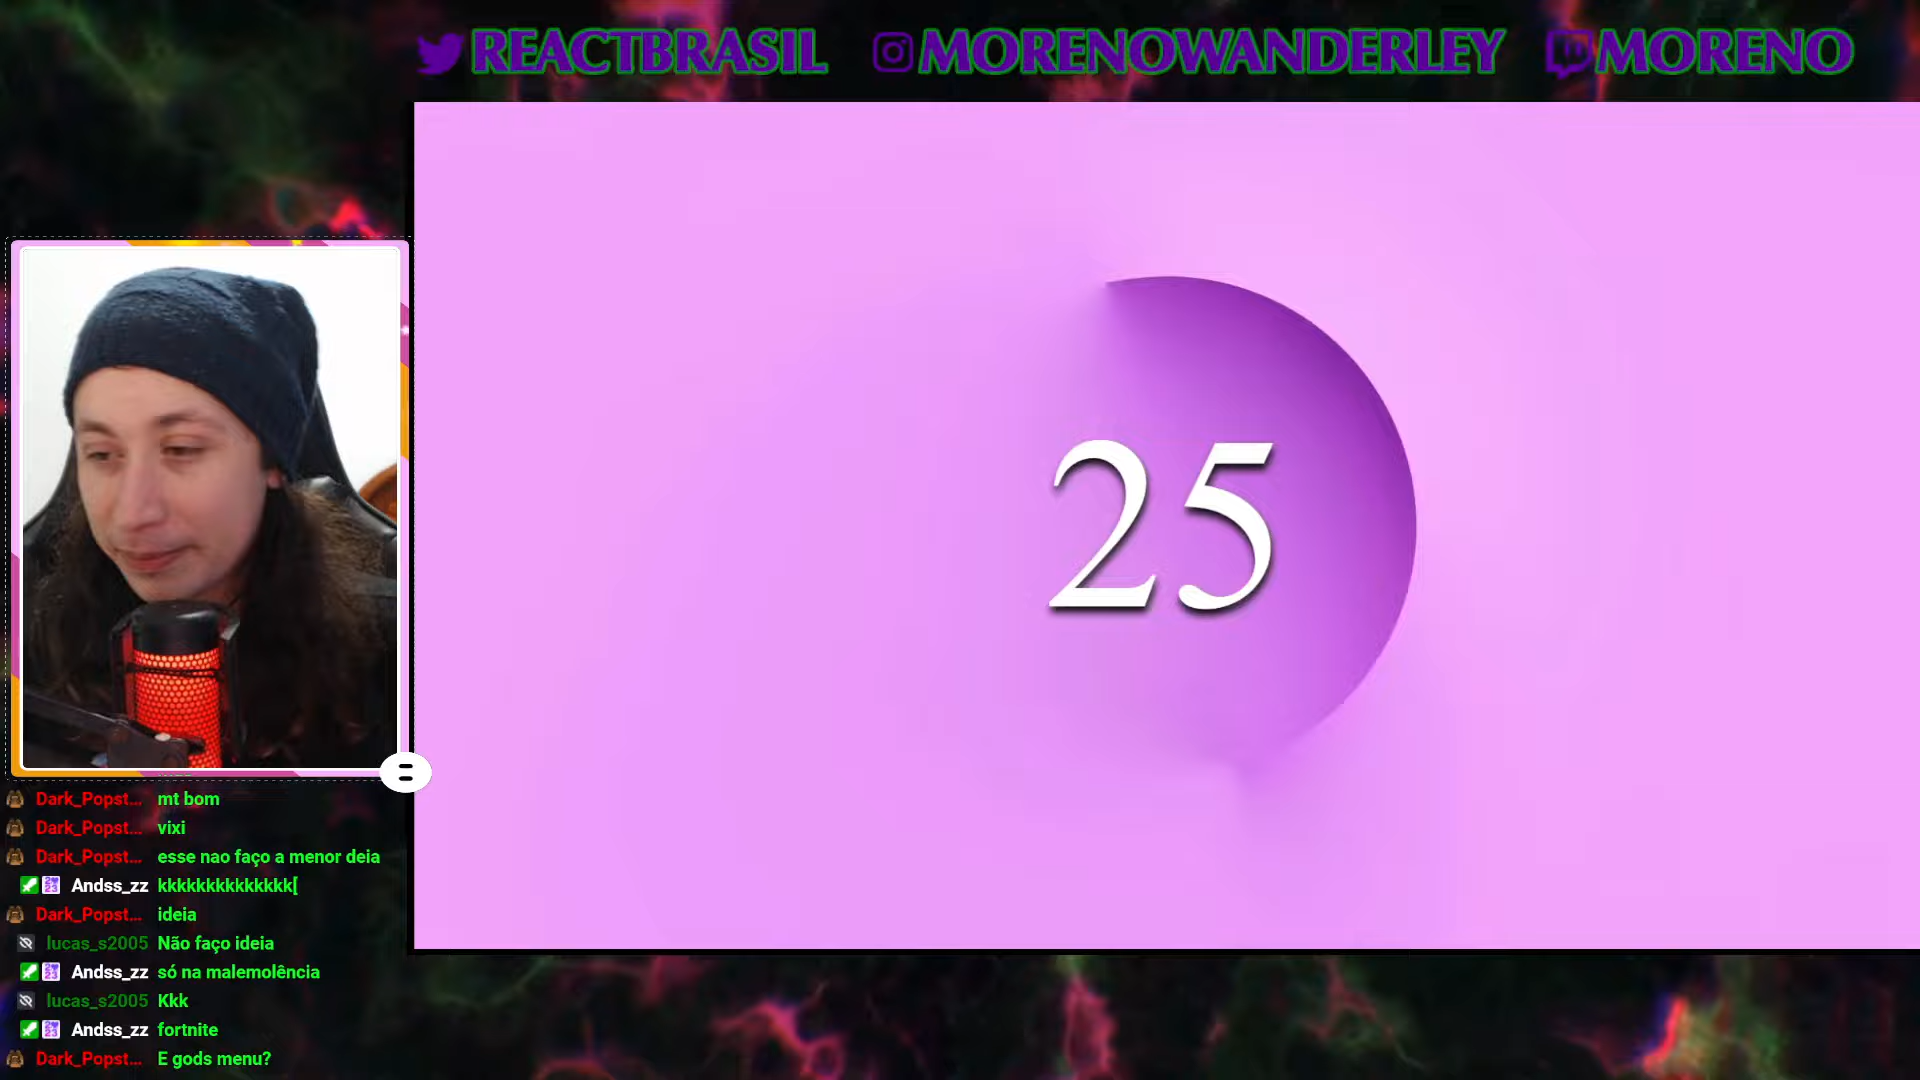 REACTBRASIL MORENOWANDERLEY MORENO
25
Dark_Popst... mt bom
Dark_Popst... vixi
Dark_Popst... esse nao faço a menor deia
Andss_zz kkkkkkkkkkkkkk[
Dark_Popst... ideia
lucas_s2005 Não faço ideia
Andss_zz só na malemolência
lucas_s2005 Kkk
Andss_zz fortnite
Dark_Popst... E gods menu?